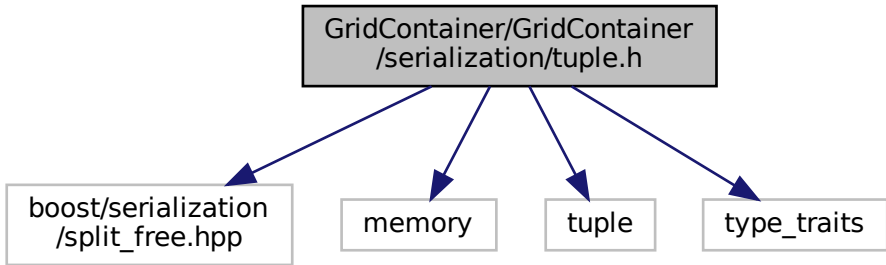 GridContainer/GridContainer
/serialization/tuple.h
boost/serialization
/split_free.hpp
memory
tuple
type_traits